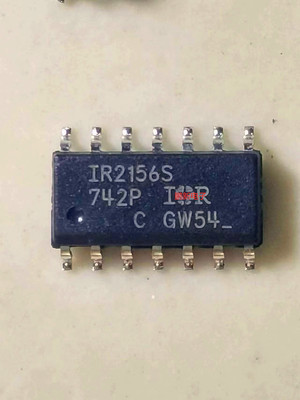 IR2156S
742P IOR
C GW54_